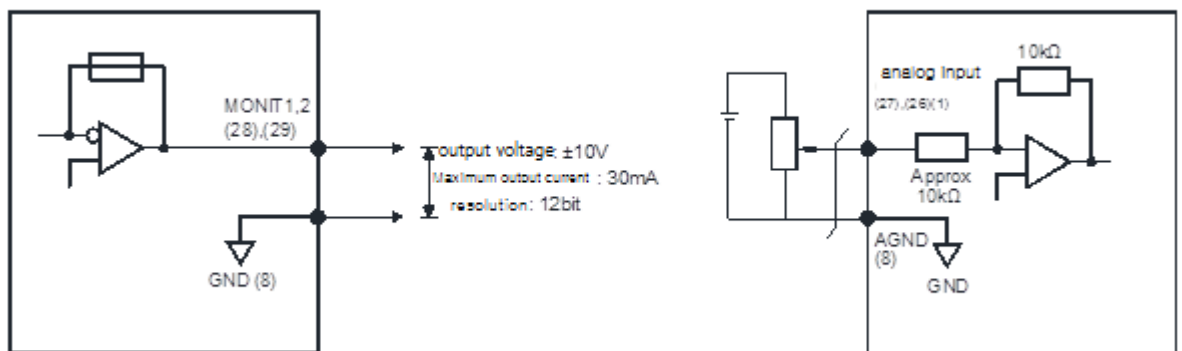 MONIT1,2
(28),(29)
output voltage: ±10V
Maximum output current : 30mA
resolution: 12bit
GND (8)
10kΩ
analog input
(27),(26)(1)
Approx
10kΩ
AGND
(8)
GND